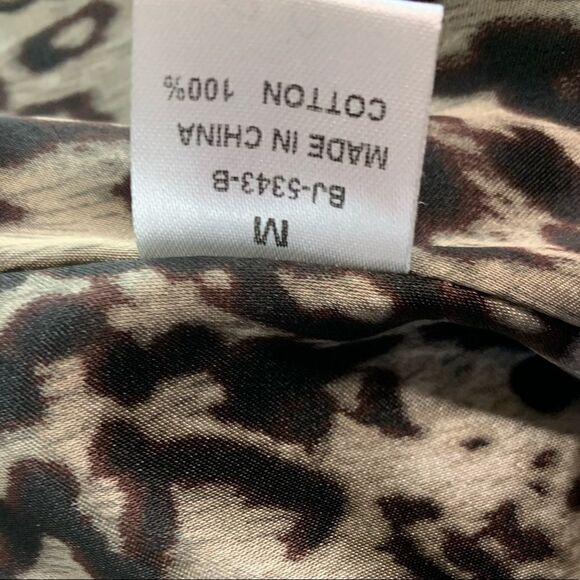 M
BJ-5343-B
MADE IN CHINA
COTTON 100%